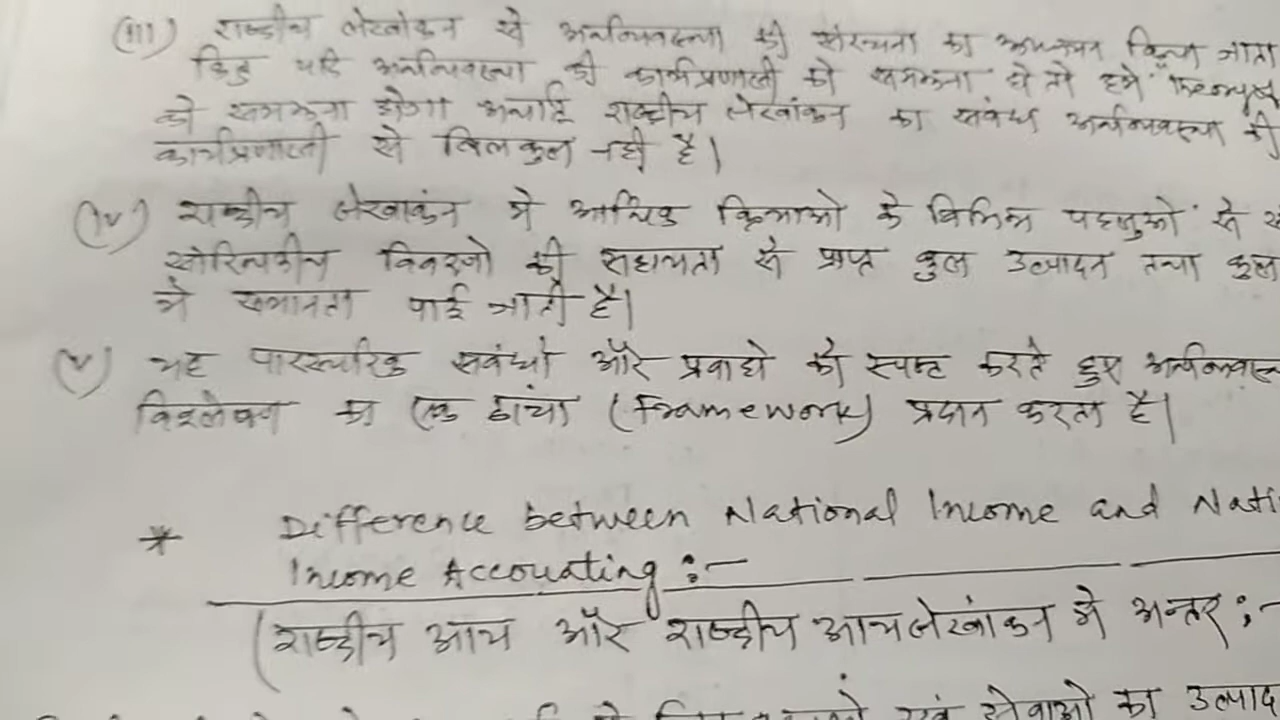 (iii) राष्ट्रीय लेखांकन से अर्थव्यवस्था की संरचना का अध्ययन किया जाता
किंतु यदि अर्थव्यवस्था की कार्यप्रणाली को समझना हो तो हमे
को समझना होगा राष्ट्रीय लेखांकन का संबंध अर्थव्यवस्था की
कार्यप्रणाली से बिलकुल नही है।
(iv) राष्ट्रीय लेखाकंन मे आर्थिक क्रियाओ के विभिन्न पहलुओं से
सांख्यिकीय विवरणो की सहायता से प्राप्त कुल उत्पादन तथा कुल
मे समानता पाई जाती है।
(v) यह पारस्परिक संबंधो और प्रवाहो को स्पष्ट करते हुए
विश्लेषण का एक ढांचा (framework) प्रदान करता है।
* Difference between National Income and Nati
Income Accounting :-
(राष्ट्रीय आय और राष्ट्रीय आय लेखांकन मे अन्तर :-
एवं सेवाओ का उत्पाद